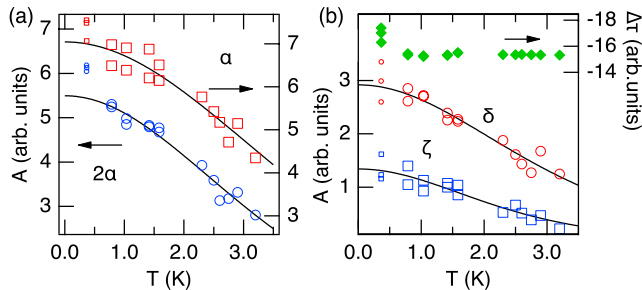 (a)
A (arb. units)
7
6
5
4
3
7
6
5
4
3
α
2α
0.0
1.0
2.0
3.0
T (K)
(b)
A (arb. units)
3
2
1
-18
-16
-14
Δτ (arb. units)
δ
ζ
0.0
1.0
2.0
3.0
T (K)